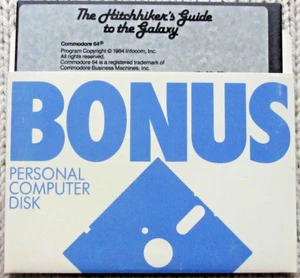 The Hitchhiker's Guide
to the Galaxy
Commodore 64®
Program Copyright © 1984 Infocom, Inc.
All rights reserved.
Commodore 64 is a registered trademark of
Commodore Business Machines, Inc.
BONUS
PERSONAL
COMPUTER
DISK